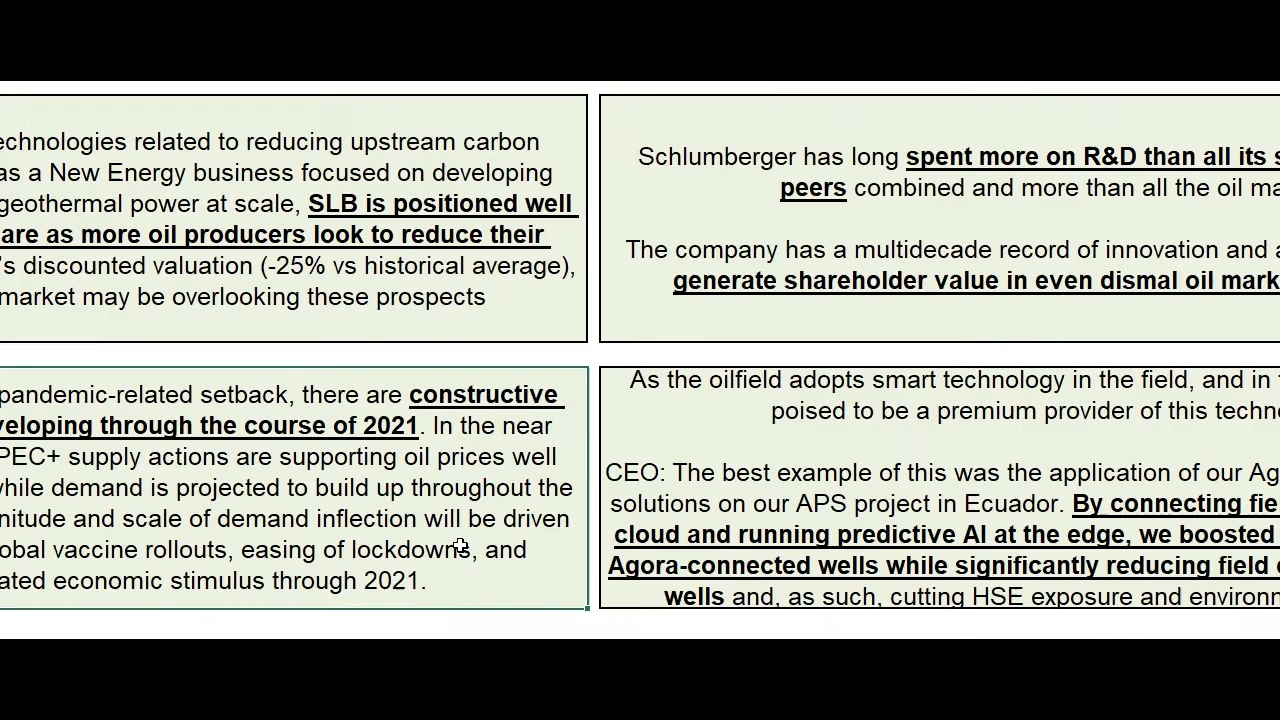 echnologies related to reducing upstream carbon
as a New Energy business focused on developing
geothermal power at scale, SLB is positioned well
are as more oil producers look to reduce their
's discounted valuation (-25% vs historical average),
market may be overlooking these prospects
Schlumberger has long spent more on R&D than all its s
peers combined and more than all the oil ma
The company has a multidecade record of innovation and a
generate shareholder value in even dismal oil mark
pandemic-related setback, there are constructive
veloping through the course of 2021. In the near
PEC+ supply actions are supporting oil prices well
while demand is projected to build up throughout the
nitude and scale of demand inflection will be driven
obal vaccine rollouts, easing of lockdowns, and
ated economic stimulus through 2021.
As the oilfield adopts smart technology in the field, and in t
poised to be a premium provider of this techno
CEO: The best example of this was the application of our Ag
solutions on our APS project in Ecuador. By connecting fie
cloud and running predictive AI at the edge, we boosted
Agora-connected wells while significantly reducing field c
wells and, as such, cutting HSE exposure and environm